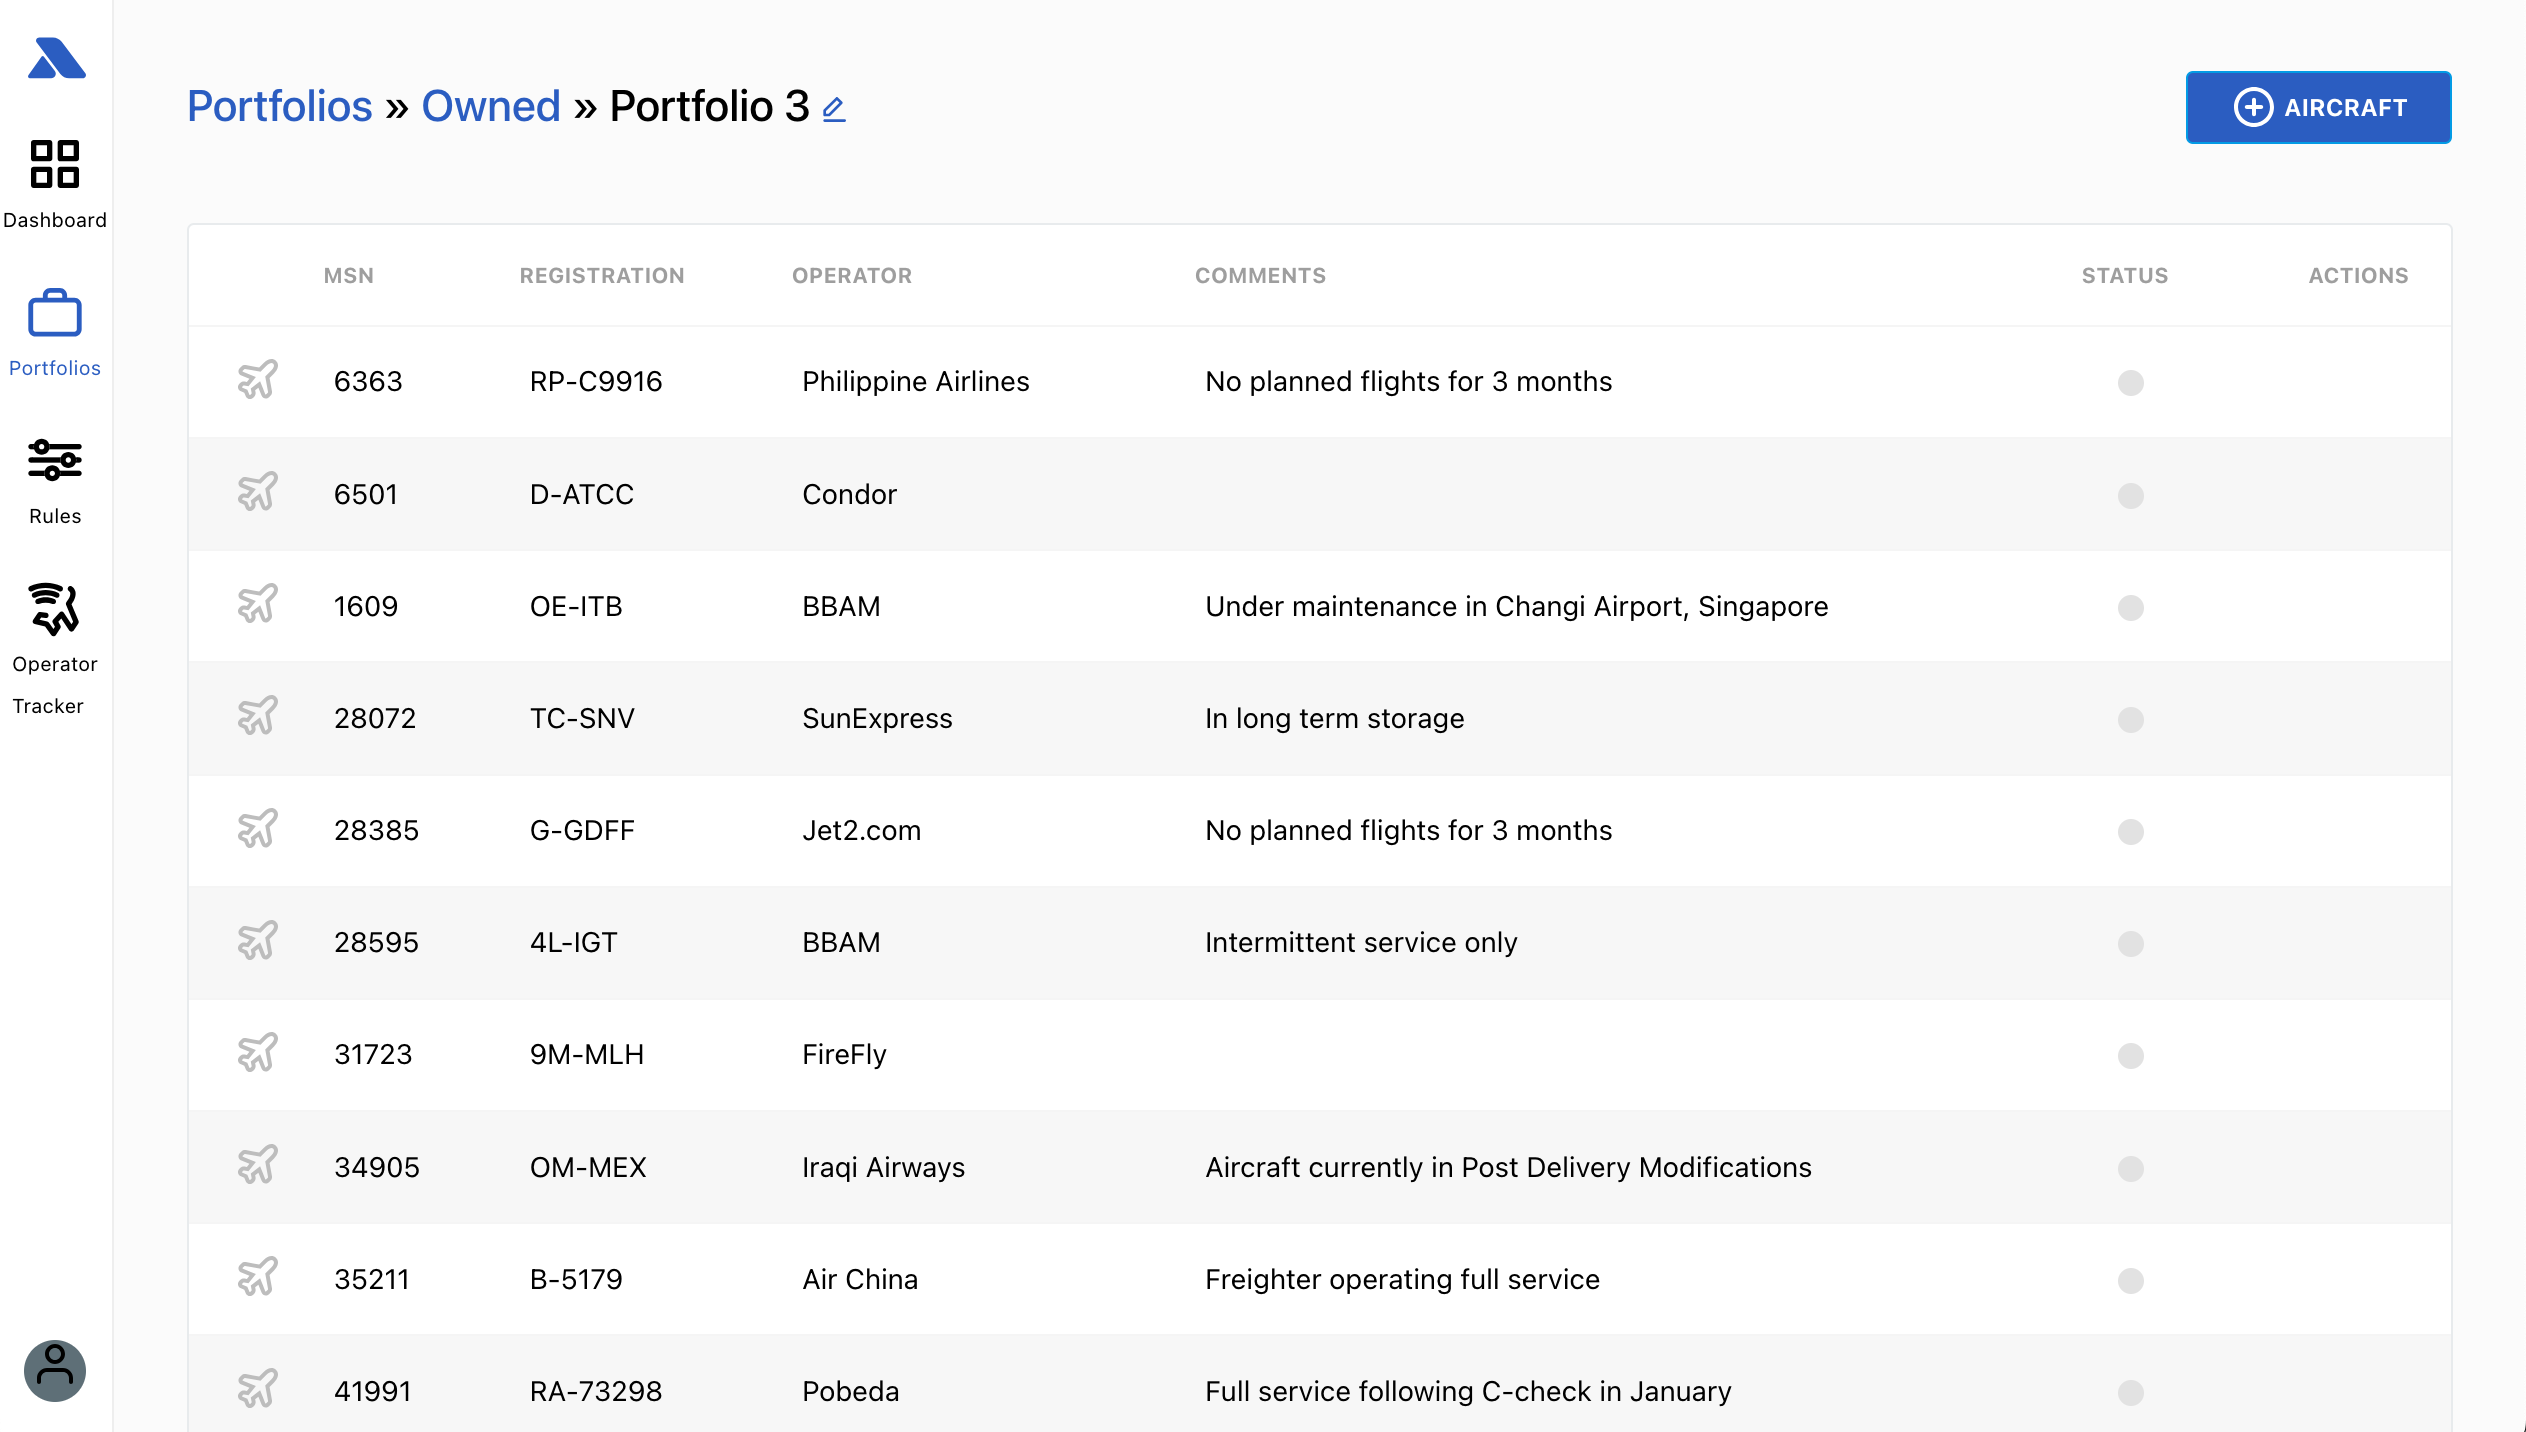 Portfolios » Owned » Portfolio 3
AIRCRAFT
Dashboard
Portfolios
Rules
Operator
Tracker
MSN REGISTRATION OPERATOR COMMENTS STATUS ACTIONS
6363 RP-C9916 Philippine Airlines No planned flights for 3 months
6501 D-ATCC Condor
1609 OE-ITB BBAM Under maintenance in Changi Airport, Singapore
28072 TC-SNV SunExpress In long term storage
28385 G-GDFF Jet2.com No planned flights for 3 months
28595 4L-IGT BBAM Intermittent service only
31723 9M-MLH FireFly
34905 OM-MEX Iraqi Airways Aircraft currently in Post Delivery Modifications
35211 B-5179 Air China Freighter operating full service
41991 RA-73298 Pobeda Full service following C-check in January